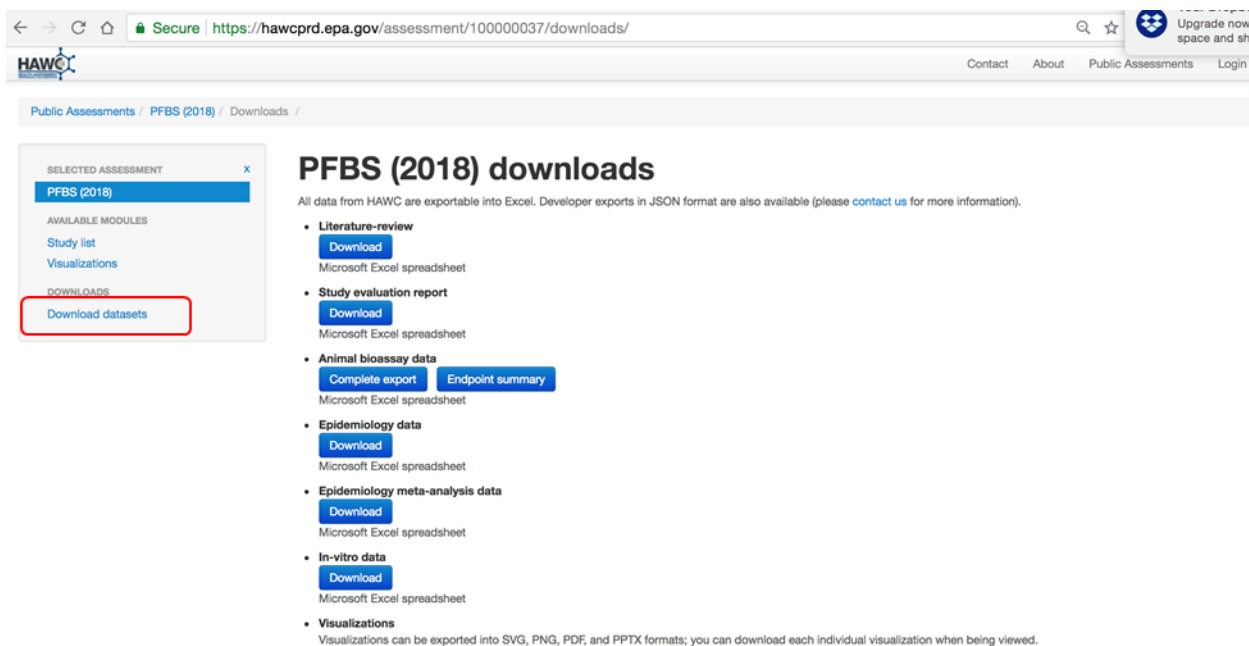 Secure https://hawcprd.epa.gov/assessment/100000037/downloads/
Upgrade now
space and sh
HAWC
Contact About Public Assessments Login
Public Assessments / PFBS (2018) / Downloads /
SELECTED ASSESSMENT x
PFBS (2018)
AVAILABLE MODULES
Study list
Visualizations
DOWNLOADS
Download datasets
PFBS (2018) downloads
All data from HAWC are exportable into Excel. Developer exports in JSON format are also available (please contact us for more information).
• Literature-review
Download
Microsoft Excel spreadsheet
• Study evaluation report
Download
Microsoft Excel spreadsheet
• Animal bioassay data
Complete export Endpoint summary
Microsoft Excel spreadsheet
• Epidemiology data
Download
Microsoft Excel spreadsheet
• Epidemiology meta-analysis data
Download
Microsoft Excel spreadsheet
• In-vitro data
Download
Microsoft Excel spreadsheet
• Visualizations
Visualizations can be exported into SVG, PNG, PDF, and PPTX formats; you can download each individual visualization when being viewed.